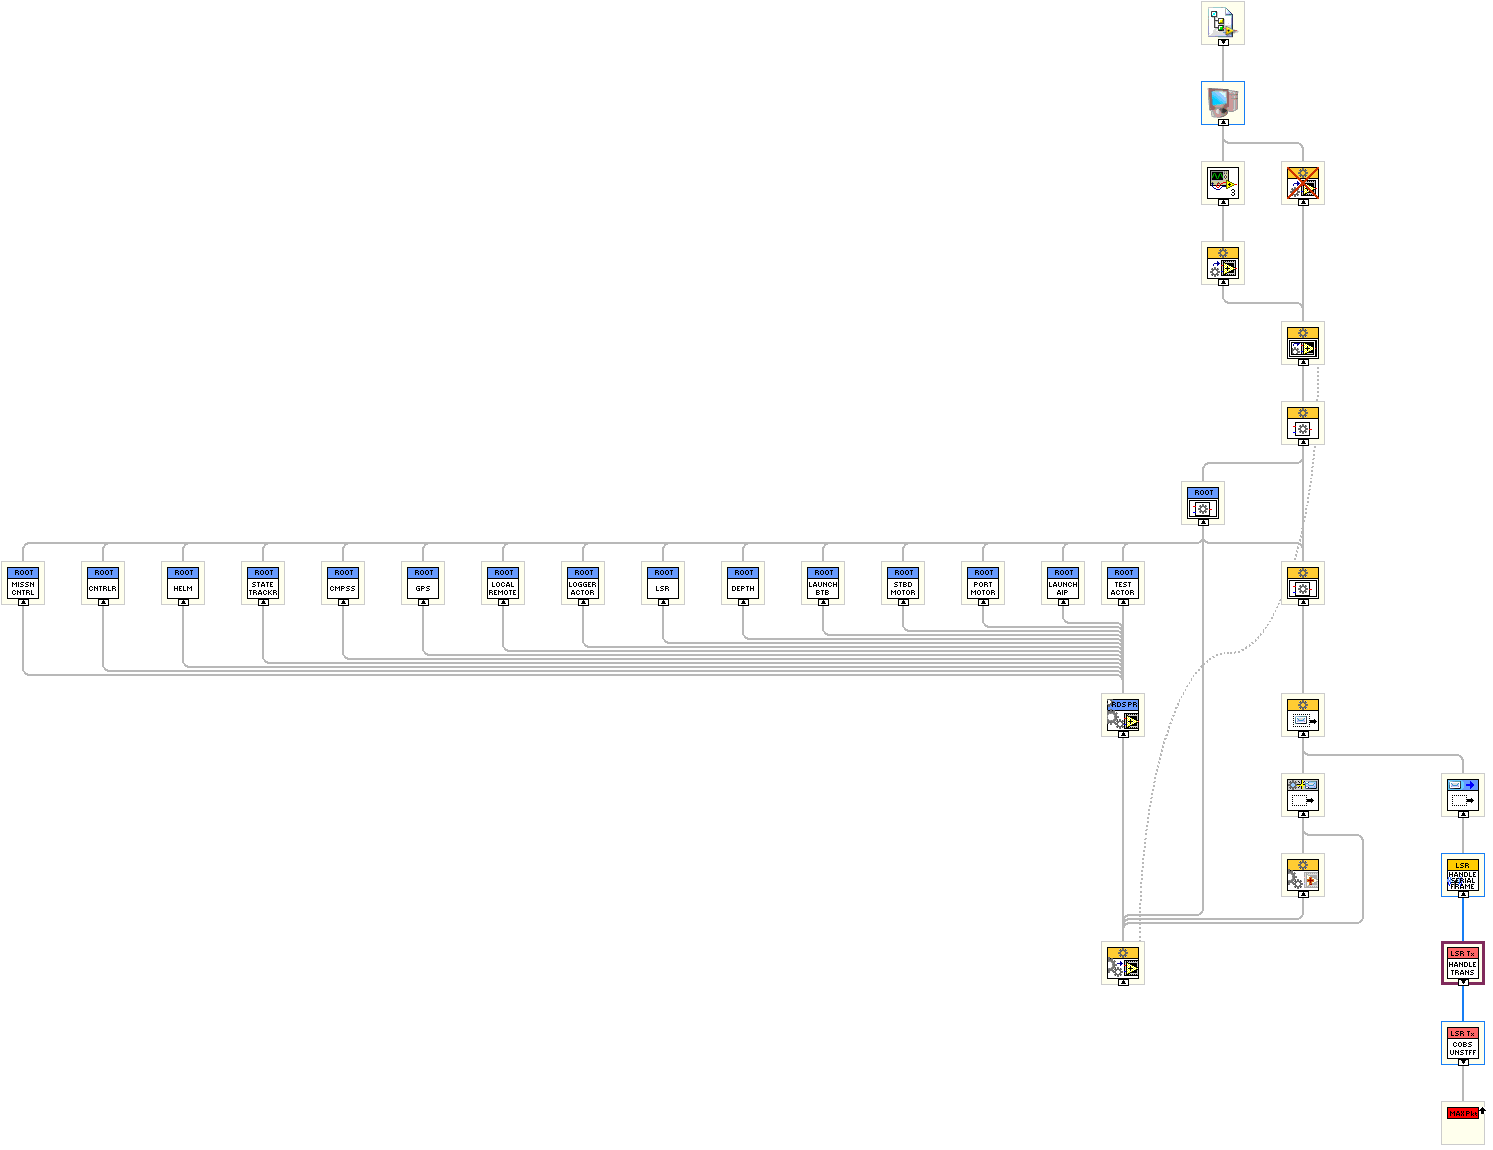 3
ROOT
ROOT
MISSN
CNTRL
ROOT
CNTRLR
ROOT
HELM
ROOT
STATE
TRACKR
ROOT
CMPSS
ROOT
GPS
ROOT
LOCAL
REMOTE
ROOT
LOGGER
ACTOR
ROOT
LSR
ROOT
DEPTH
ROOT
LAUNCH
BTB
ROOT
STBD
MOTOR
ROOT
PORT
MOTOR
ROOT
LAUNCH
AIP
ROOT
TEST
ACTOR
RDSPR
LSR
HANDLE
SERIAL
FRAME
LSR Tx
HANDLE
TRANS
LSR Tx
COBS
UNSTFF